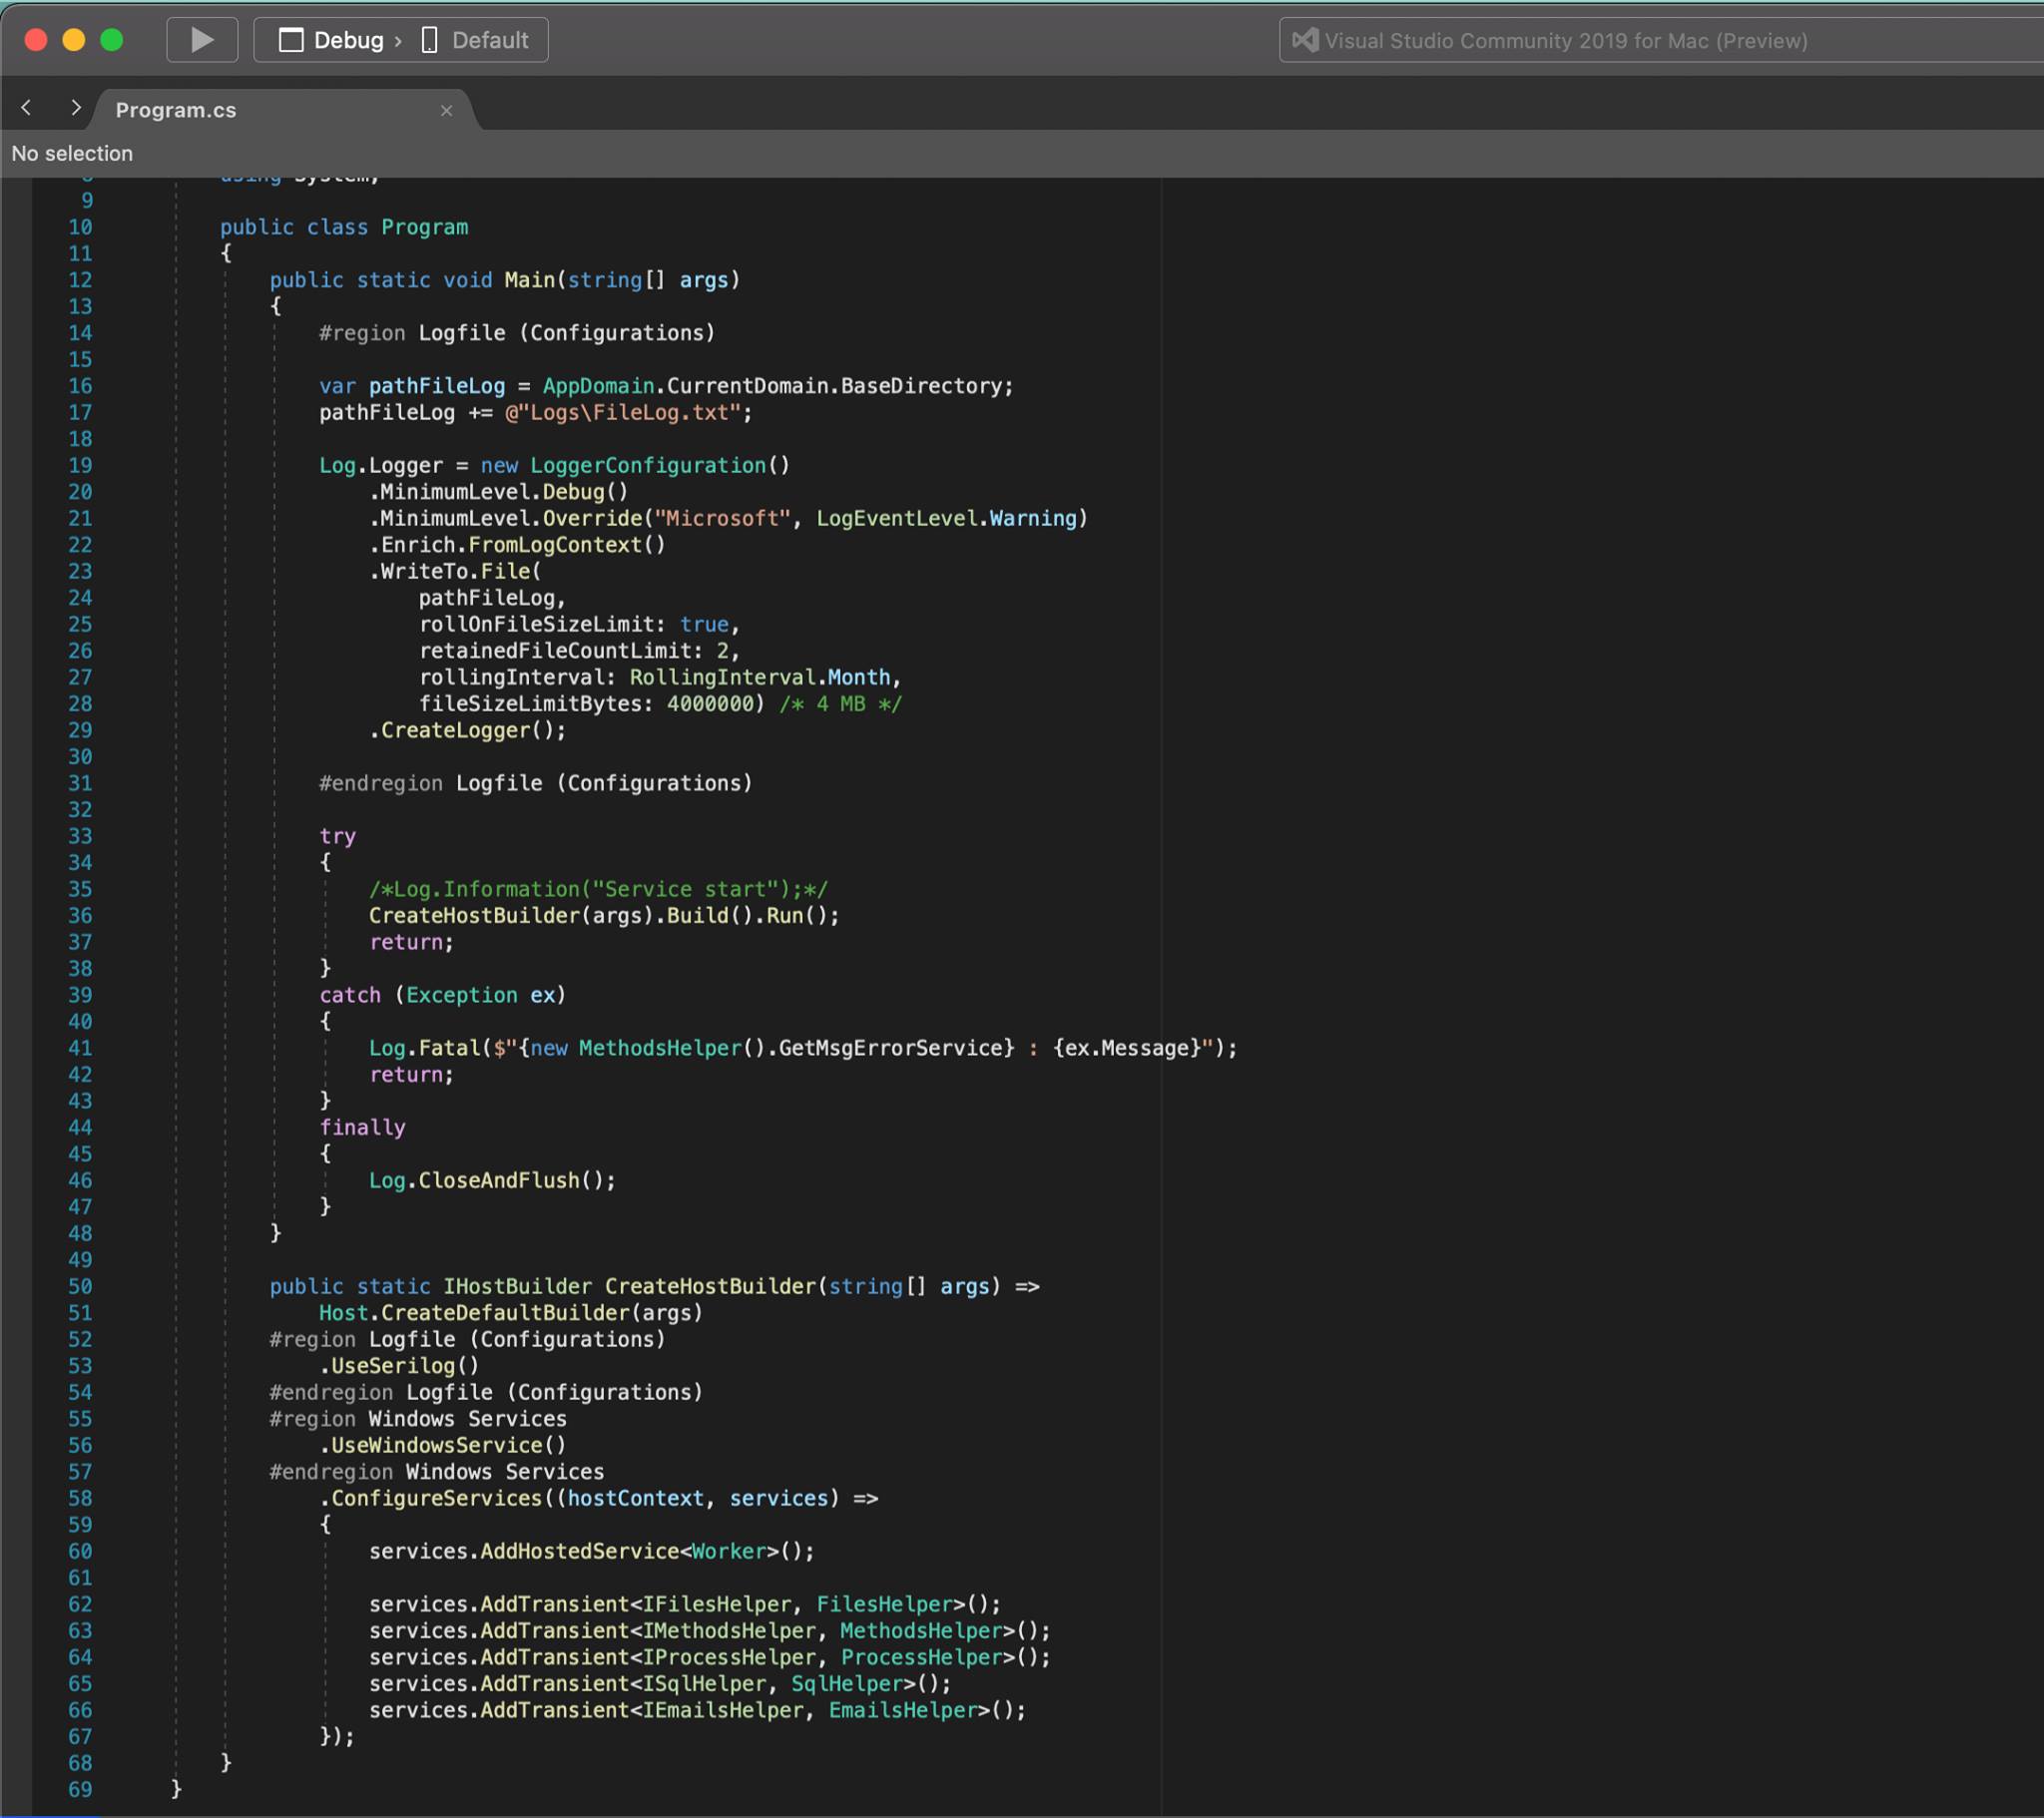 Debug › Default
Visual Studio Community 2019 for Mac (Preview)
Program.cs
No selection
8 using System;
9
10 public class Program
11 {
12 public static void Main(string[] args)
13 {
14 #region Logfile (Configurations)
15
16 var pathFileLog = AppDomain.CurrentDomain.BaseDirectory;
17 pathFileLog += @"Logs\FileLog.txt";
18
19 Log.Logger = new LoggerConfiguration()
20 .MinimumLevel.Debug()
21 .MinimumLevel.Override("Microsoft", LogEventLevel.Warning)
22 .Enrich.FromLogContext()
23 .WriteTo.File(
24 pathFileLog,
25 rollOnFileSizeLimit: true,
26 retainedFileCountLimit: 2,
27 rollingInterval: RollingInterval.Month,
28 fileSizeLimitBytes: 4000000) /* 4 MB */
29 .CreateLogger();
30
31 #endregion Logfile (Configurations)
32
33 try
34 {
35 /*Log.Information("Service start");*/
36 CreateHostBuilder(args).Build().Run();
37 return;
38 }
39 catch (Exception ex)
40 {
41 Log.Fatal($"{new MethodsHelper().GetMsgErrorService} : {ex.Message}");
42 return;
43 }
44 finally
45 {
46 Log.CloseAndFlush();
47 }
48 }
49
50 public static IHostBuilder CreateHostBuilder(string[] args) =>
51 Host.CreateDefaultBuilder(args)
52 #region Logfile (Configurations)
53 .UseSerilog()
54 #endregion Logfile (Configurations)
55 #region Windows Services
56 .UseWindowsService()
57 #endregion Windows Services
58 .ConfigureServices((hostContext, services) =>
59 {
60 services.AddHostedService<Worker>();
61
62 services.AddTransient<IFilesHelper, FilesHelper>();
63 services.AddTransient<IMethodsHelper, MethodsHelper>();
64 services.AddTransient<IProcessHelper, ProcessHelper>();
65 services.AddTransient<ISqlHelper, SqlHelper>();
66 services.AddTransient<IEmailsHelper, EmailsHelper>();
67 });
68 }
69 }